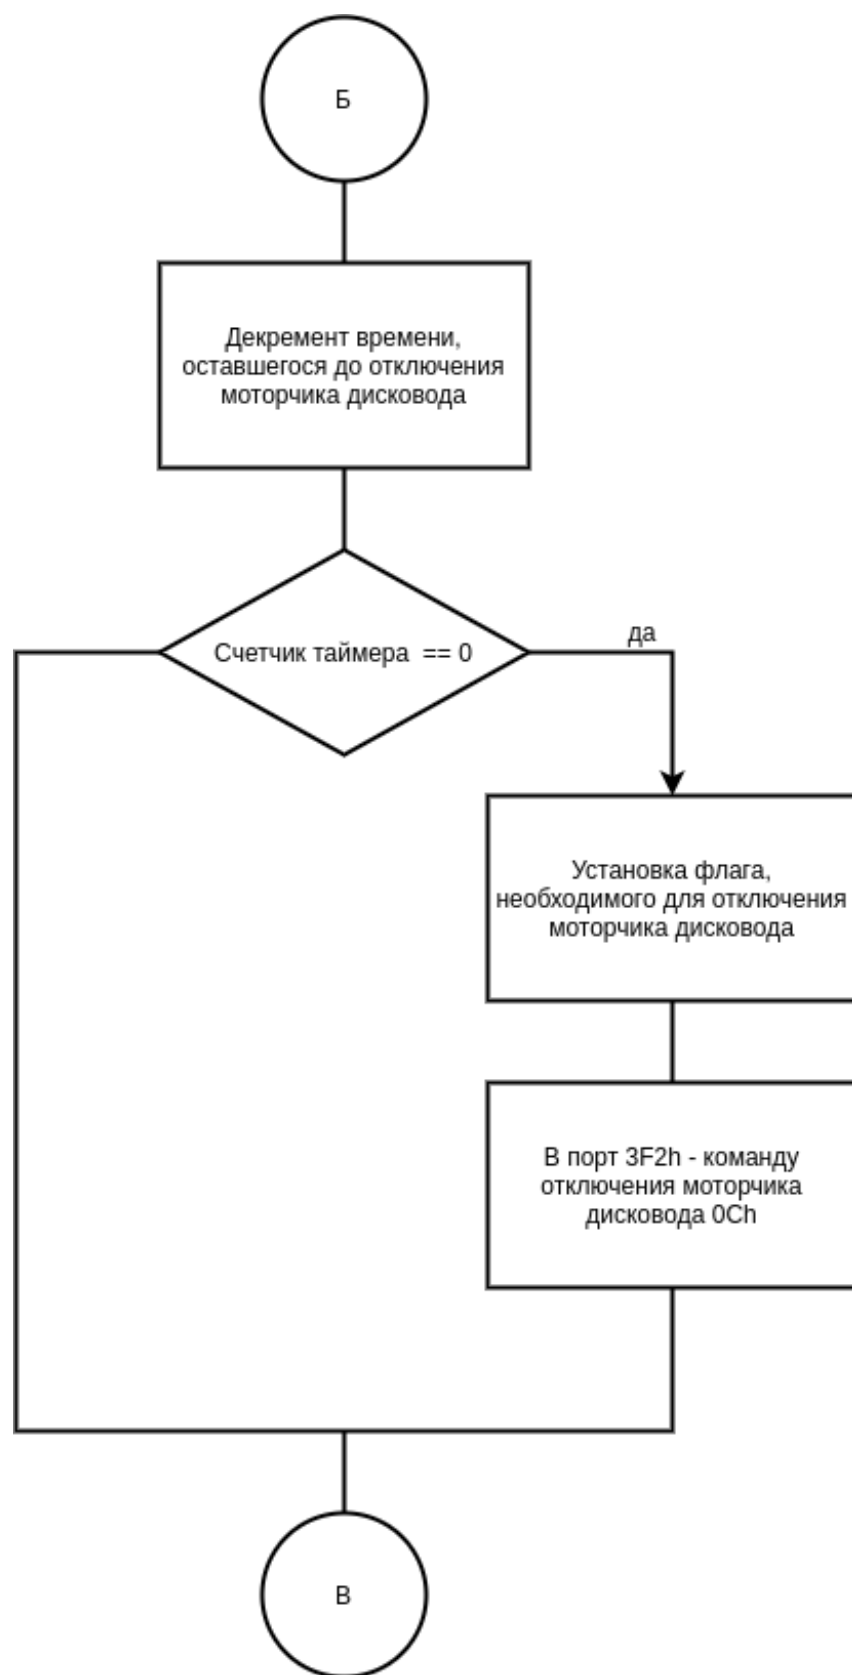 Б
Декремент времени,
оставшегося до отключения
моторчика дисковода
Счетчик таймера == 0
да
Установка флага,
необходимого для отключения
моторчика дисковода
В порт 3F2h - команду
отключения моторчика
дисковода 0Ch
В